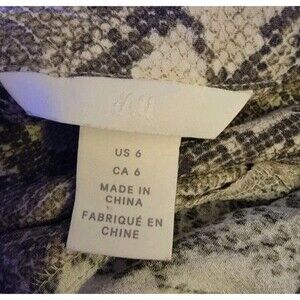 H&M
US 6
CA 6
MADE IN
CHINA
FABRIQUÉ EN
CHINE